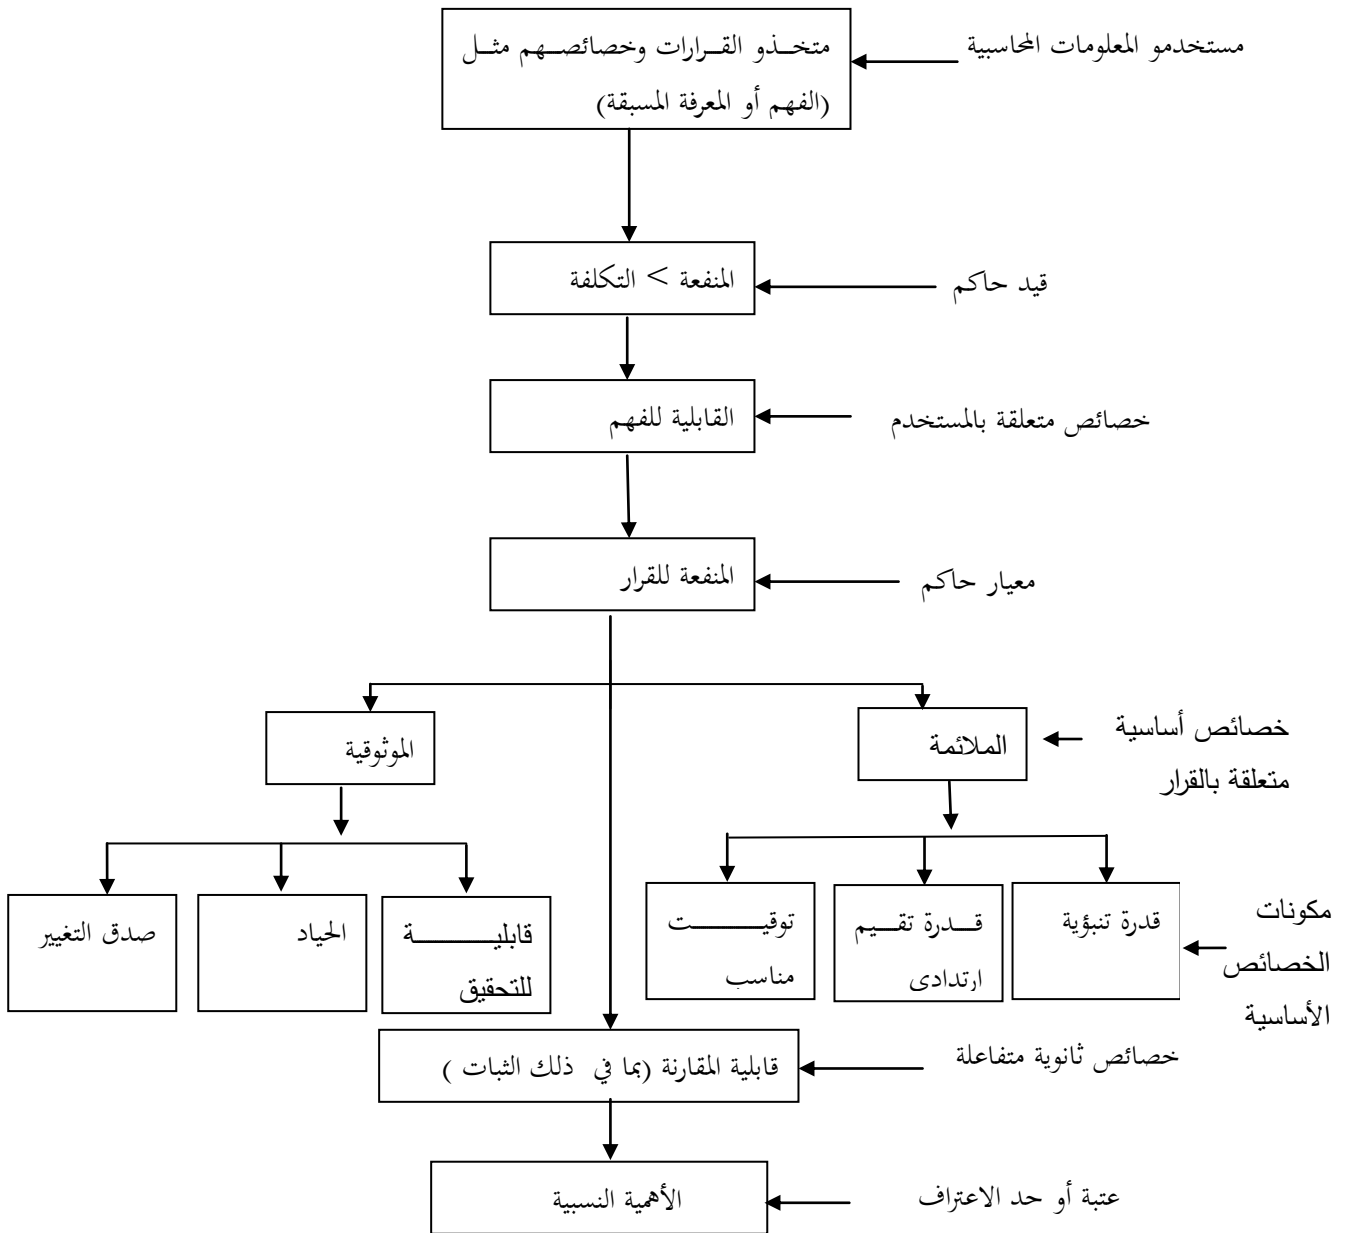 مستخدمو المعلومات المحاسبية
متخذو القرارات وخصائصهم مثل
(الفهم أو المعرفة المسبقة)
قيد حاكم
المنفعة > التكلفة
خصائص متعلقة بالمستخدم
القابلية للفهم
معيار حاكم
المنفعة للقرار
خصائص أساسية
متعلقة بالقرار
الملائمة
الموثوقية
مكونات
الخصائص
الأساسية
قدرة تنبؤية
قدرة تقيم
ارتدادى
توقيت
مناسب
قابلية
للتحقيق
الحياد
صدق التغيير
خصائص ثانوية متفاعلة
قابلية المقارنة (بما في ذلك الثبات )
عتبة أو حد الاعتراف
الأهمية النسبية